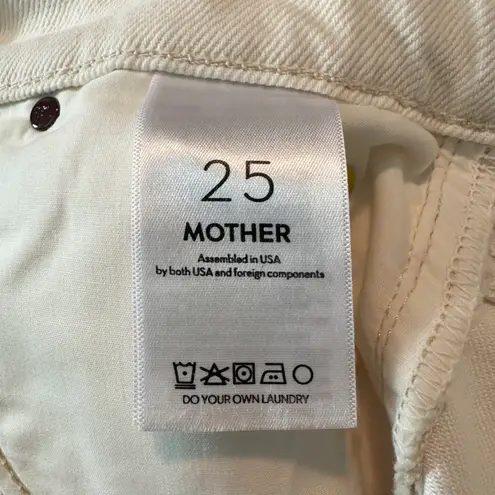 25
MOTHER
Assembled in USA
by both USA and foreign components
DO YOUR OWN LAUNDRY